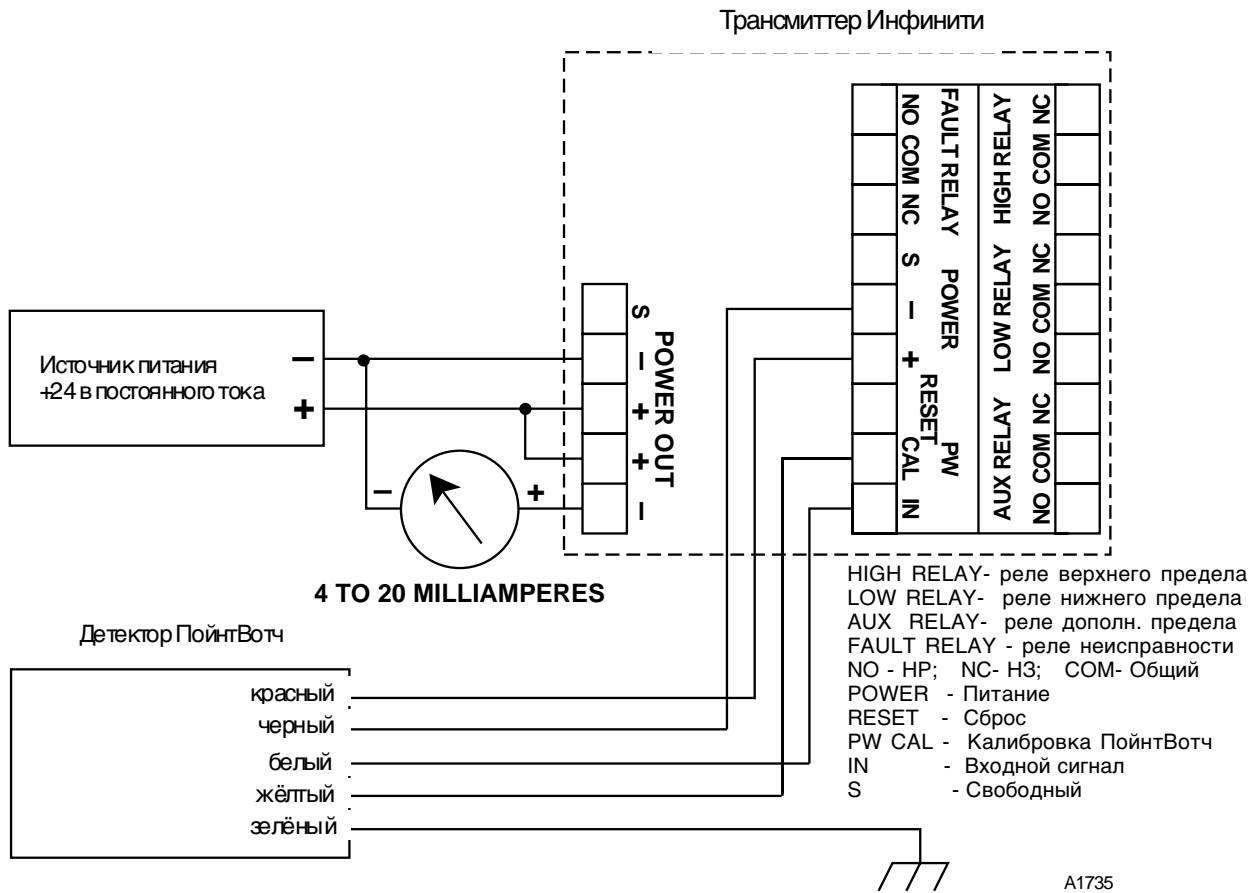 Трансмиттер Инфинити
NO COM NC
FAULT RELAY
HIGH RELAY
NO COM NC
S
–
+
POWER
LOW RELAY
NO COM NC
RESET
CAL
IN
PW
AUX RELAY
NO COM NC
S
–
+
+
–
POWER OUT
Источник питания
+24 в постоянного тока
–
+
–
+
4 TO 20 MILLIAMPERES
Детектор ПойнтВотч
красный
черный
белый
жёлтый
зелёный
HIGH RELAY- реле верхнего предела
LOW RELAY- реле нижнего предела
AUX RELAY- реле дополн. предела
FAULT RELAY - реле неисправности
NO - НР; NC- НЗ; COM- Общий
POWER - Питание
RESET - Сброс
PW CAL - Калибровка ПойнтВотч
IN - Входной сигнал
S - Свободный
A1735